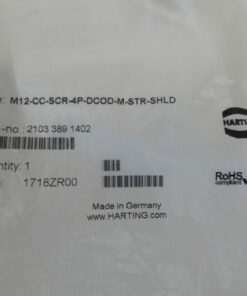 : M12-CC-SCR-4P-DCOD-M-STR-SHLD
-no.: 2103 389 1402
HARTING
ntity: 1
: 1718ZR00
RoHS
compliant
Made in Germany
www.HARTING.com